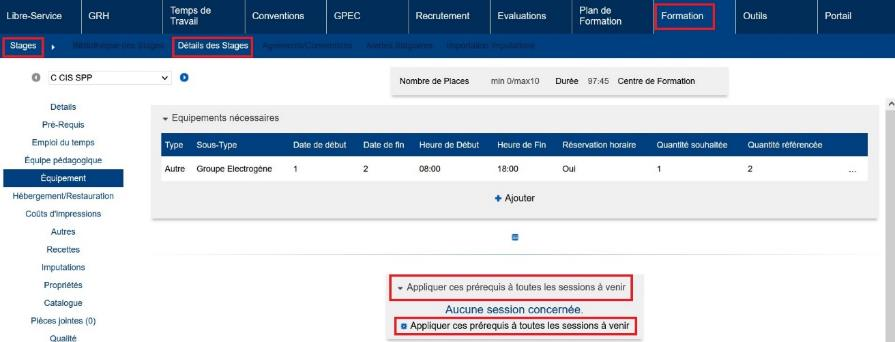 Libre-Service GRH Temps de Travail Conventions GPEC Recrutement Evaluations Plan de Formation Formation Outils Portail
Stages Bibliothèque des Stages Détails des Stages Agréments/Conventions Alertes Stagiaires Importation Imputations
C CIS SPP
Nombre de Places min 0/max10 Durée 97:45 Centre de Formation
Détails
Pré-Requis
Emploi du temps
Équipe pédagogique
Équipement
Hébergement/Restauration
Coûts d'Impressions
Autres
Recettes
Imputations
Propriétés
Catalogue
Pièces jointes (0)
Qualité
Equipements nécessaires
Type Sous-Type Date de début Date de fin Heure de Début Heure de Fin Réservation horaire Quantité souhaitée Quantité référencée
Autre Groupe Electrogène 1 2 08:00 18:00 Oui 1 2 ...
Ajouter
Appliquer ces prérequis à toutes les sessions à venir
Aucune session concernée.
Appliquer ces prérequis à toutes les sessions à venir